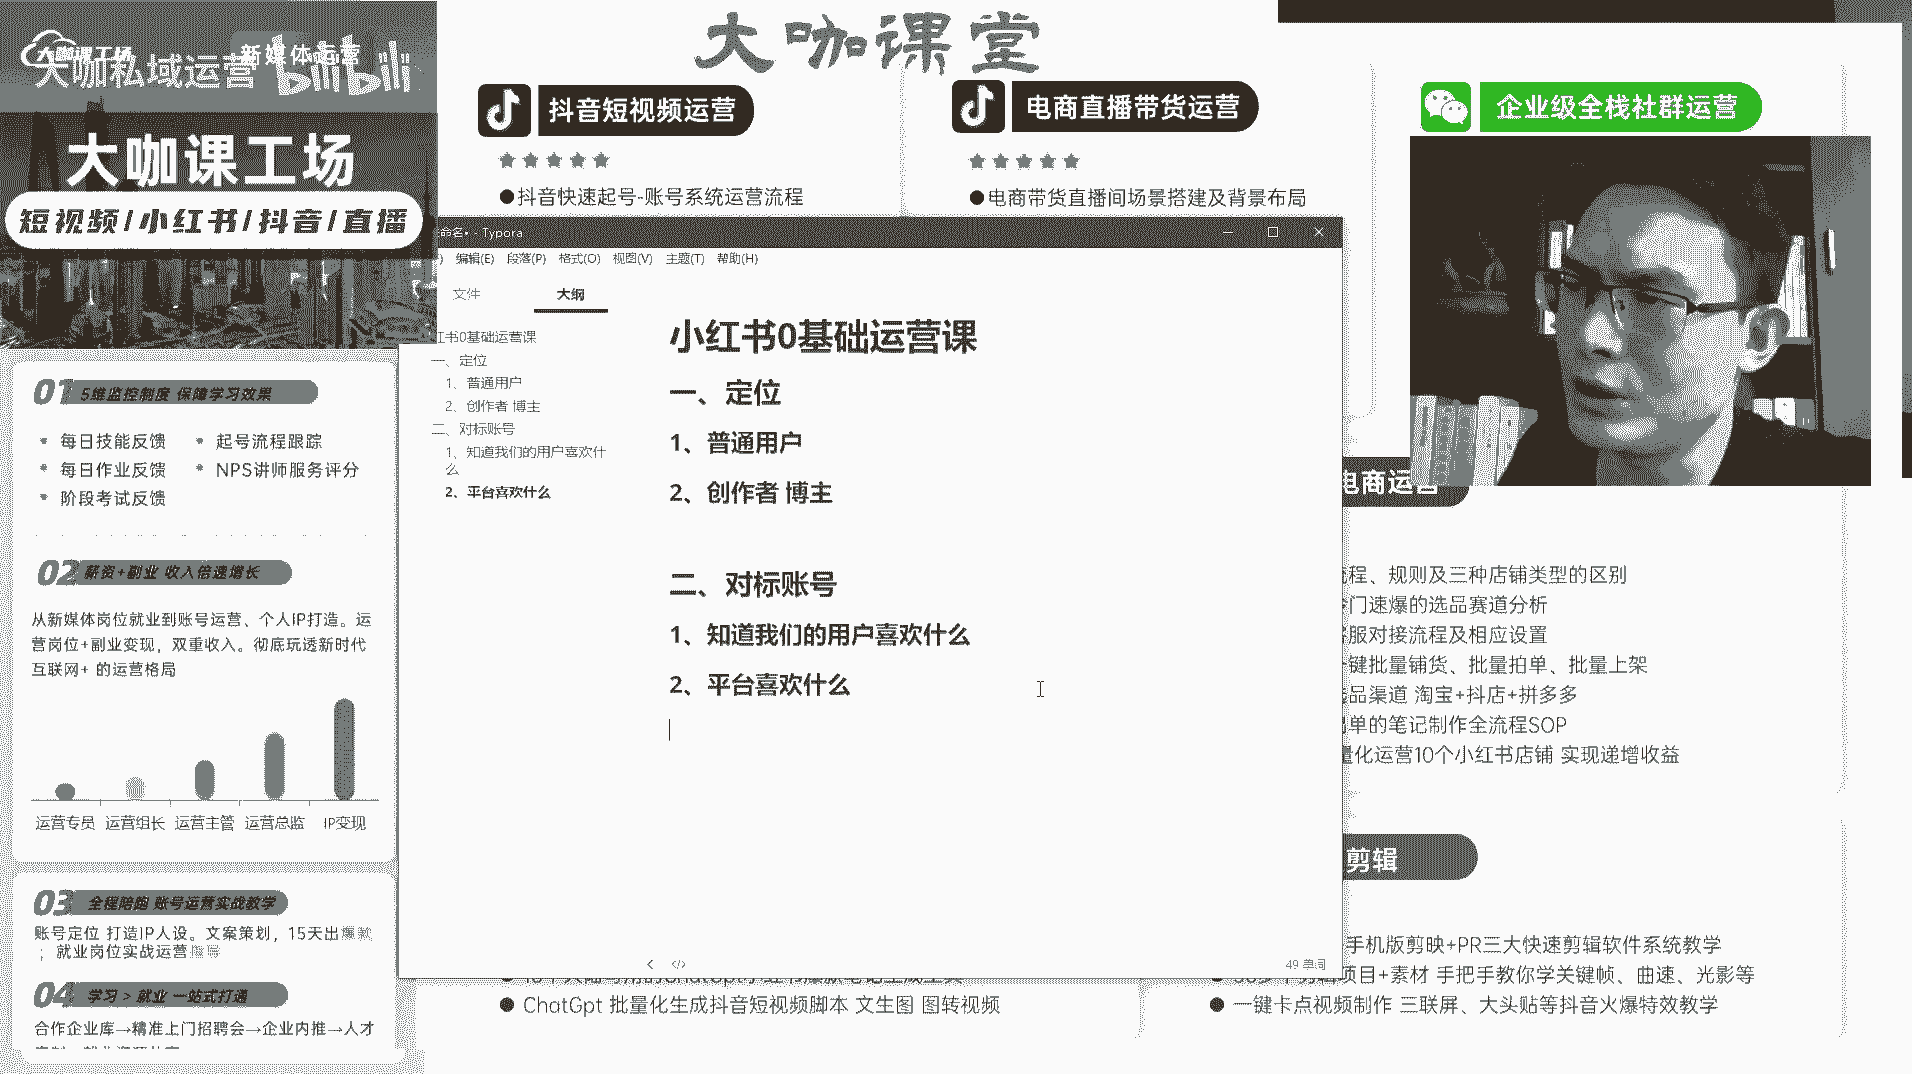 大咖课堂
大咖课工场
新媒体运营
大咖私域运营
bilibili
大咖课工场
短视频/小红书/抖音/直播
抖音短视频运营
●抖音快速起号-账号系统运营流程
电商直播带货运营
●电商带货直播间场景搭建及背景布局
企业级全栈社群运营
01 5维监控制度 保障学习效果
每日技能反馈
起号流程跟踪
每日作业反馈
NPS讲师服务评分
阶段考试反馈
02 薪资+副业 收入倍速增长
从新媒体岗位就业到账号运营、个人IP打造。运
营岗位+副业变现，双重收入。彻底玩透新时代
互联网+ 的运营格局
运营专员 运营组长 运营主管 运营总监 IP变现
03 全程陪跑 账号运营实战教学
账号定位 打造IP人设。文案策划，15天出爆款
；就业岗位实战运营指导
04 学习 > 就业 一站式打通
合作企业库→精准上门招聘会→企业内推→人才
命名• - Typora
编辑(E) 段落(P) 格式(O) 视图(V) 主题(T) 帮助(H)
文件 大纲
红书0基础运营课
一、定位
1、普通用户
2、创作者 博主
二、对标账号
1、知道我们的用户喜欢什
么
2、平台喜欢什么
小红书0基础运营课
一、定位
1、普通用户
2、创作者 博主
二、对标账号
1、知道我们的用户喜欢什么
2、平台喜欢什么
49 单词
电商运营
流程、规则及三种店铺类型的区别
门速爆的选品赛道分析
客服对接流程及相应设置
一键批量铺货、批量拍单、批量上架
选品渠道 淘宝+抖店+拼多多
出单的笔记制作全流程SOP
量化运营10个小红书店铺 实现递增收益
剪辑
手机版剪映+PR三大快速剪辑软件系统教学
项目+素材 手把手教你学关键帧、曲速、光影等
● 一键卡点视频制作 三联屏、大头贴等抖音火爆特效教学
● ChatGpt 批量化生成抖音短视频脚本 文生图 图转视频